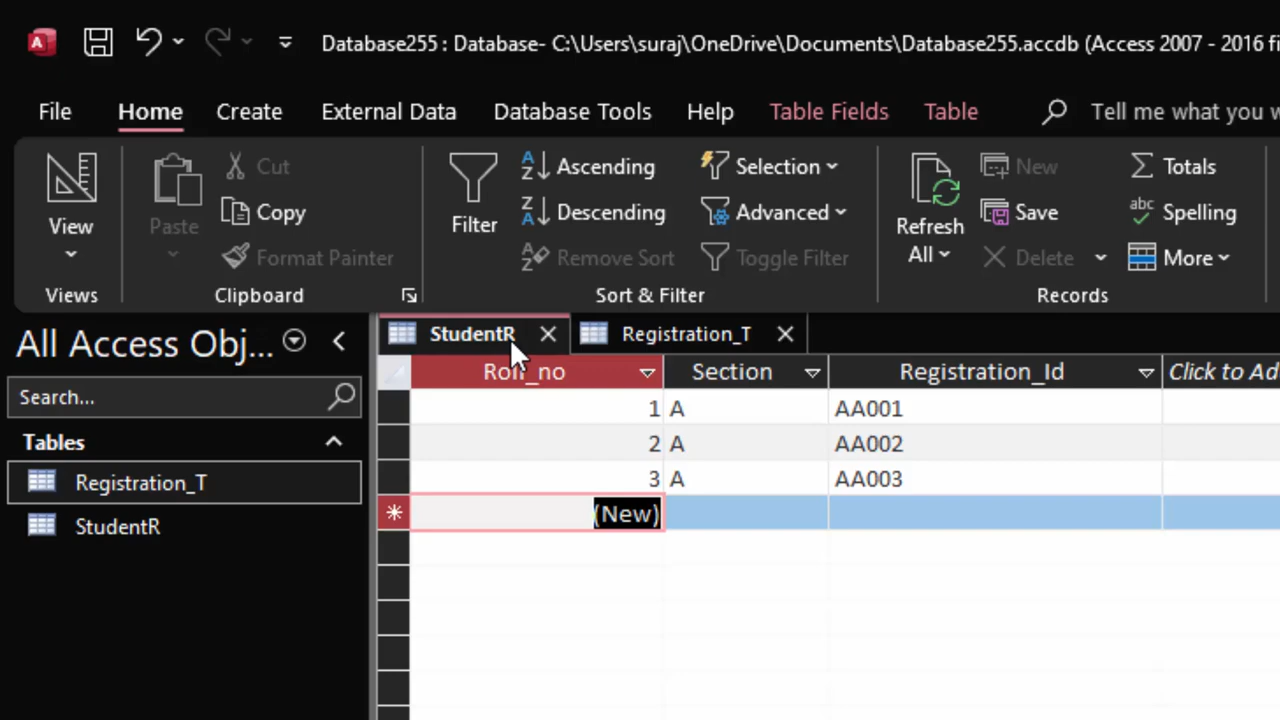 A Database255 : Database- C:\Users\suraj\OneDrive\Documents\Database255.accdb (Access 2007 - 2016 fi
File Home Create External Data Database Tools Help Table Fields Table Tell me what you w
View
Views
Paste
Cut
Copy
Format Painter
Clipboard
Filter
Ascending
Descending
Remove Sort
Selection
Advanced
Toggle Filter
Sort & Filter
Refresh
All
New
Save
Delete
Totals
Spelling
More
Records
All Access Obj...
Search...
Tables
Registration_T
StudentR
StudentR Registration_T
Roll_no Section Registration_Id Click to Ad
1 A AA001
2 A AA002
3 A AA003
(New)